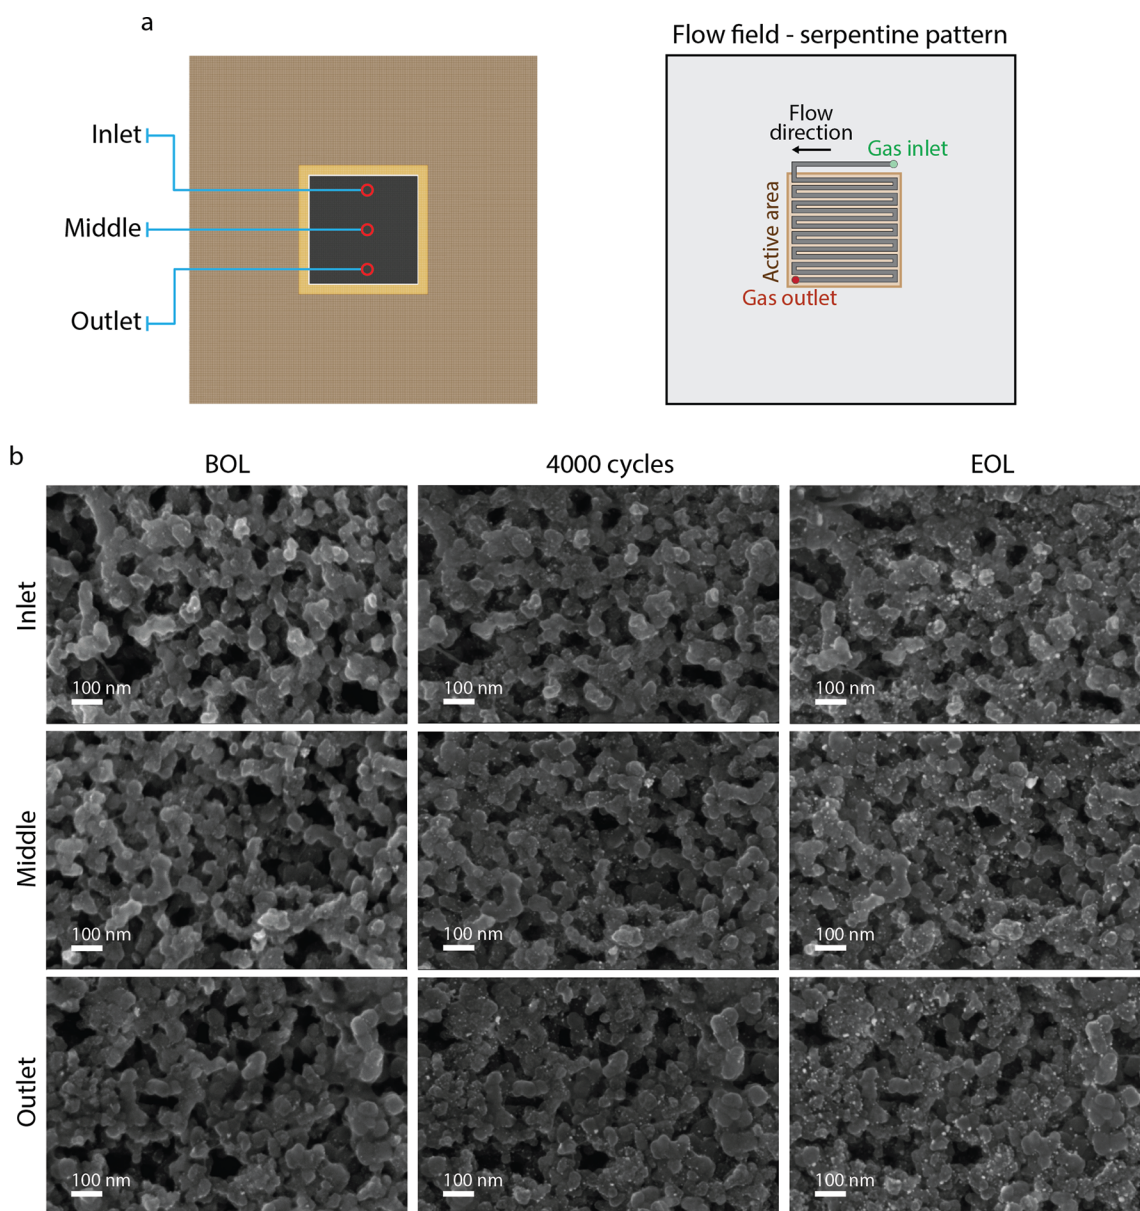 a
Flow field - serpentine pattern
Inlet
Middle
Outlet
Flow
direction
Gas inlet
Active area
Gas outlet
b
BOL
4000 cycles
EOL
Inlet
100 nm
100 nm
100 nm
Middle
100 nm
100 nm
100 nm
Outlet
100 nm
100 nm
100 nm